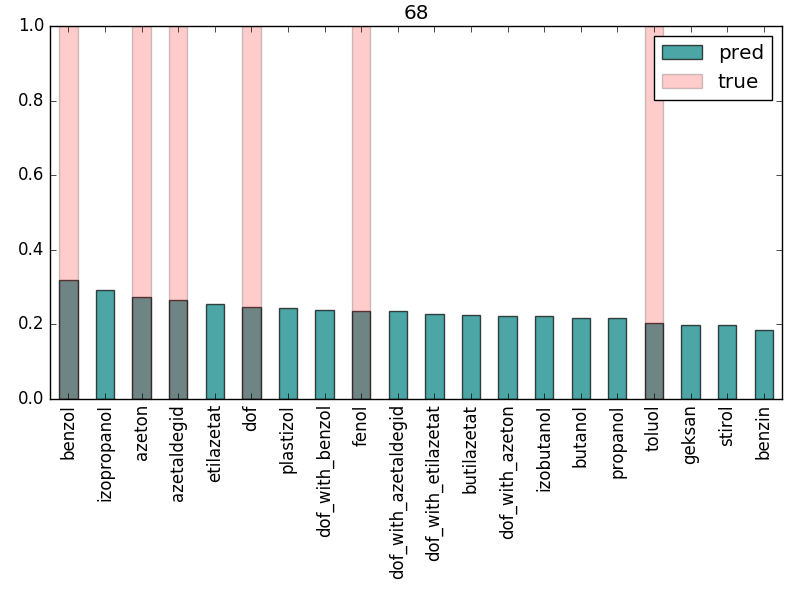 68
1.0
0.8
0.6
0.4
0.2
0.0
pred
true
benzol
izopropanol
azeton
azetaldegid
etilazetat
dof
plastizol
dof_with_benzol
fenol
dof_with_azetaldegid
dof_with_etilazetat
butilazetat
dof_with_azeton
izobutanol
butanol
propanol
toluol
geksan
stirol
benzin